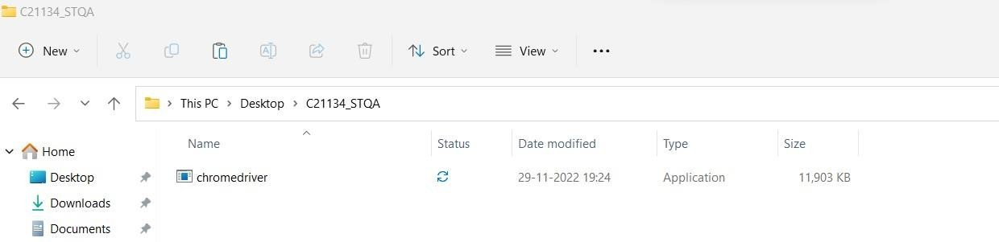 C21134_STQA
New Sort View
This PC Desktop C21134_STQA
Name Status Date modified Type Size
Home
Desktop
Downloads
Documents
chromedriver 29-11-2022 19:24 Application 11,903 KB